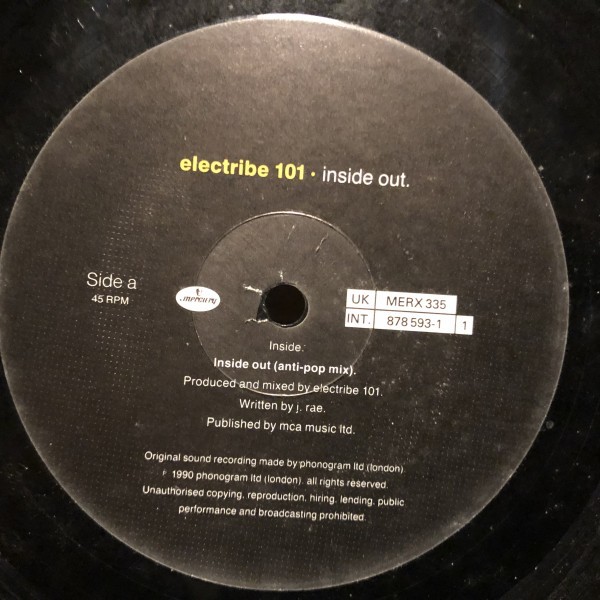 electribe 101 · inside out.
Side a
45 RPM
mercury
UK MERX 335
INT. 878 593-1 1
Inside.
Inside out (anti-pop mix).
Produced and mixed by electribe 101.
Written by j. rae.
Published by mca music ltd.
Original sound recording made by phonogram ltd (london).
℗ 1990 phonogram ltd (london). all rights reserved.
Unauthorised copying, reproduction, hiring, lending, public
performance and broadcasting prohibited.